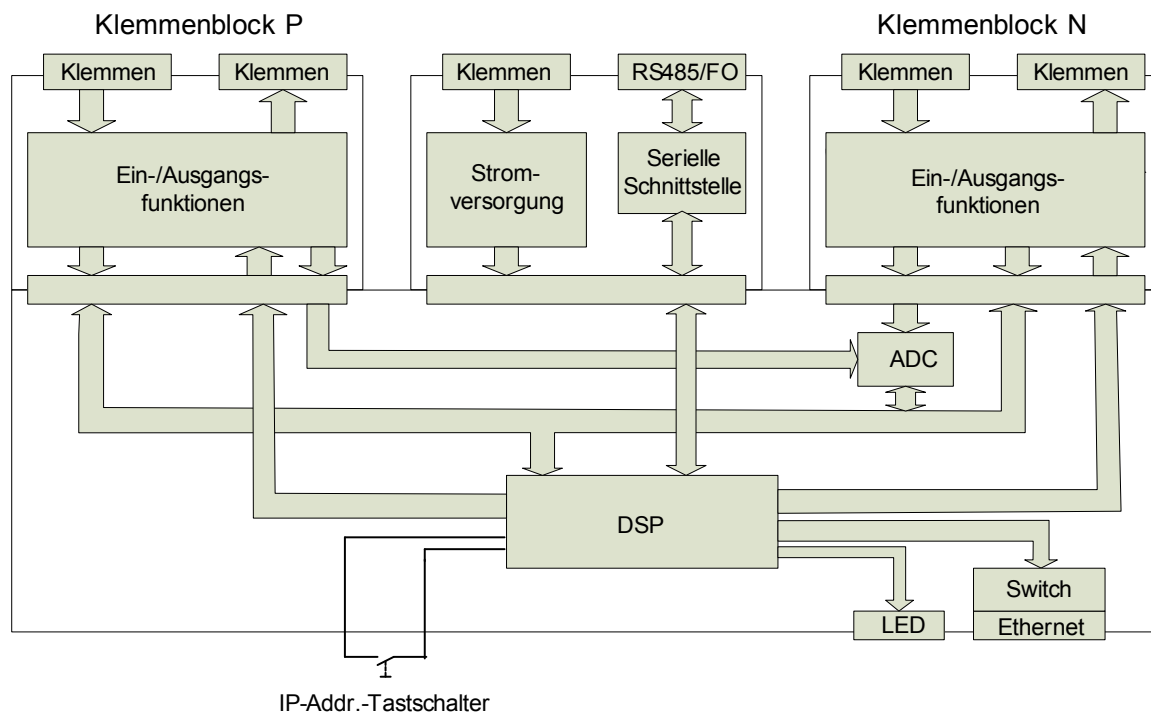 Klemmenblock P
Klemmenblock N
Klemmen
Klemmen
Klemmen
RS485/FO
Klemmen
Klemmen
Ein-/Ausgangs-
funktionen
Strom-
versorgung
Serielle
Schnittstelle
Ein-/Ausgangs-
funktionen
ADC
DSP
Switch
LED
Ethernet
IP-Addr.-Tastschalter